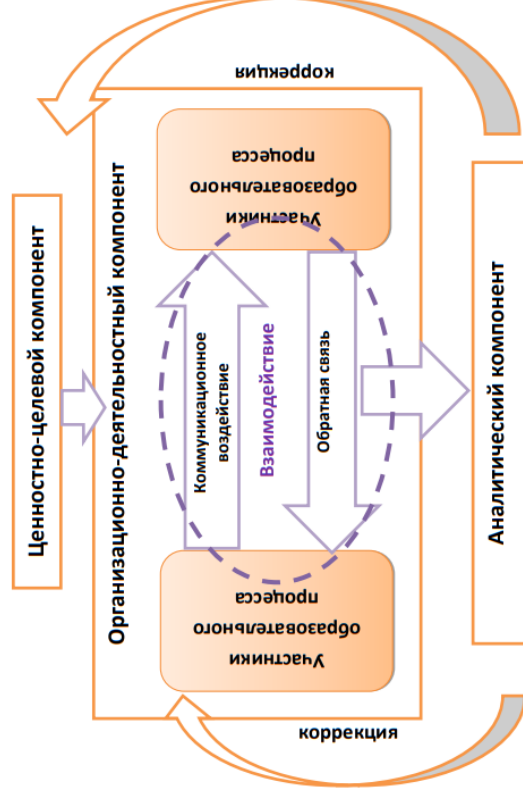 Ценностно-целевой компонент
Организационно-деятельностный компонент
Участники
образовательного
процесса
Коммуникационное
воздействие
Взаимодействие
Обратная связь
Участники
образовательного
процесса
коррекция
коррекция
Аналитический компонент